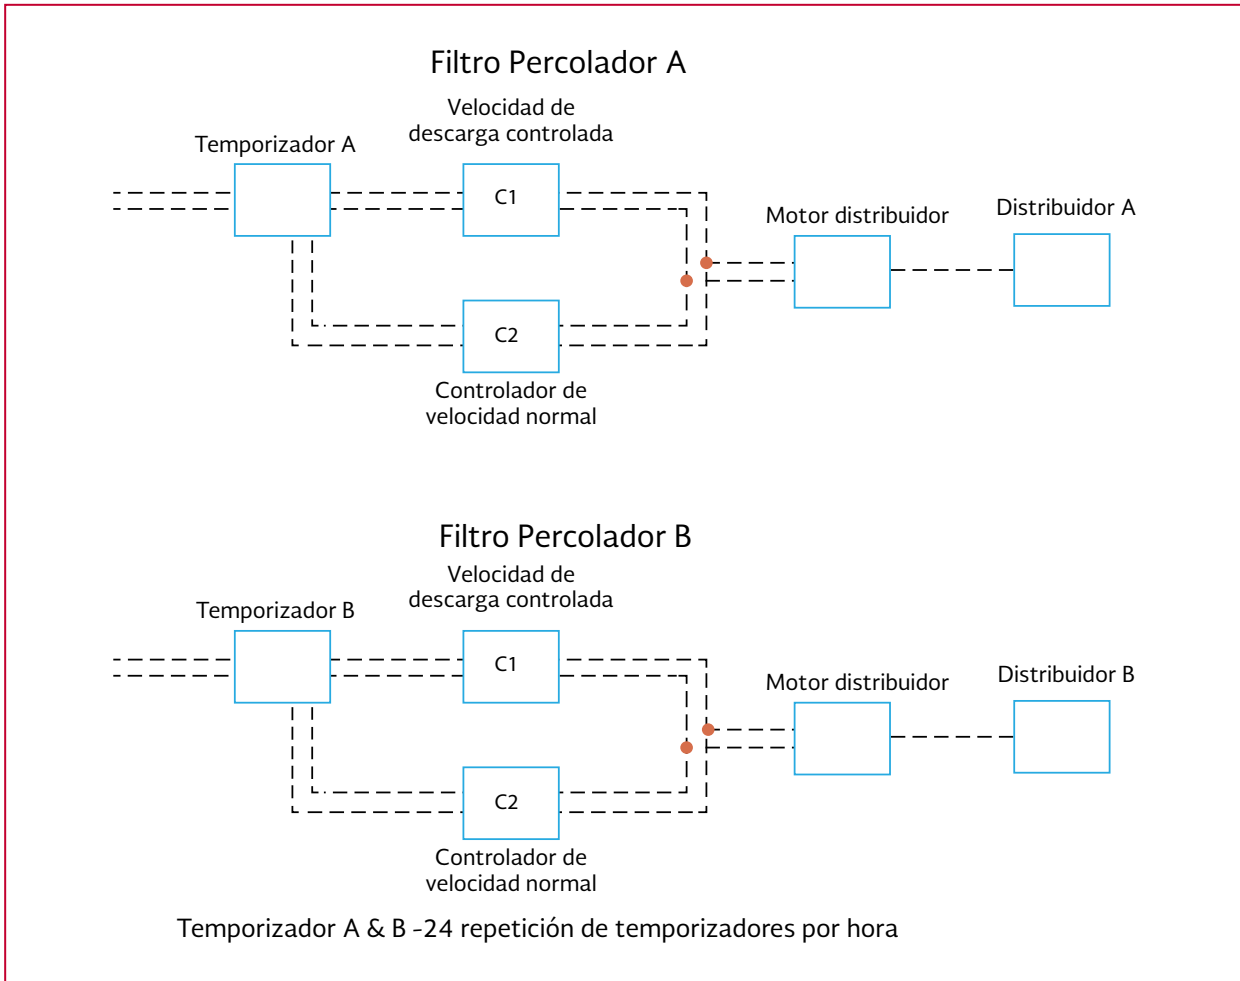 Filtro Percolador A
Velocidad de
descarga controlada
Temporizador A
C1
Motor distribuidor
Distribuidor A
C2
Controlador de
velocidad normal
Filtro Percolador B
Velocidad de
descarga controlada
Temporizador B
C1
Motor distribuidor
Distribuidor B
C2
Controlador de
velocidad normal
Temporizador A & B -24 repetición de temporizadores por hora